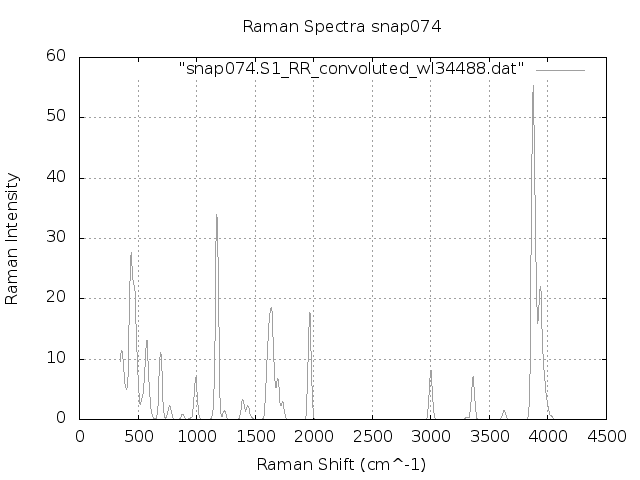 Raman Spectra snap074
"snap074.S1_RR_convoluted_wl34488.dat"
60
50
40
30
20
10
0
Raman Intensity
0 500 1000 1500 2000 2500 3000 3500 4000 4500
Raman Shift (cm^-1)